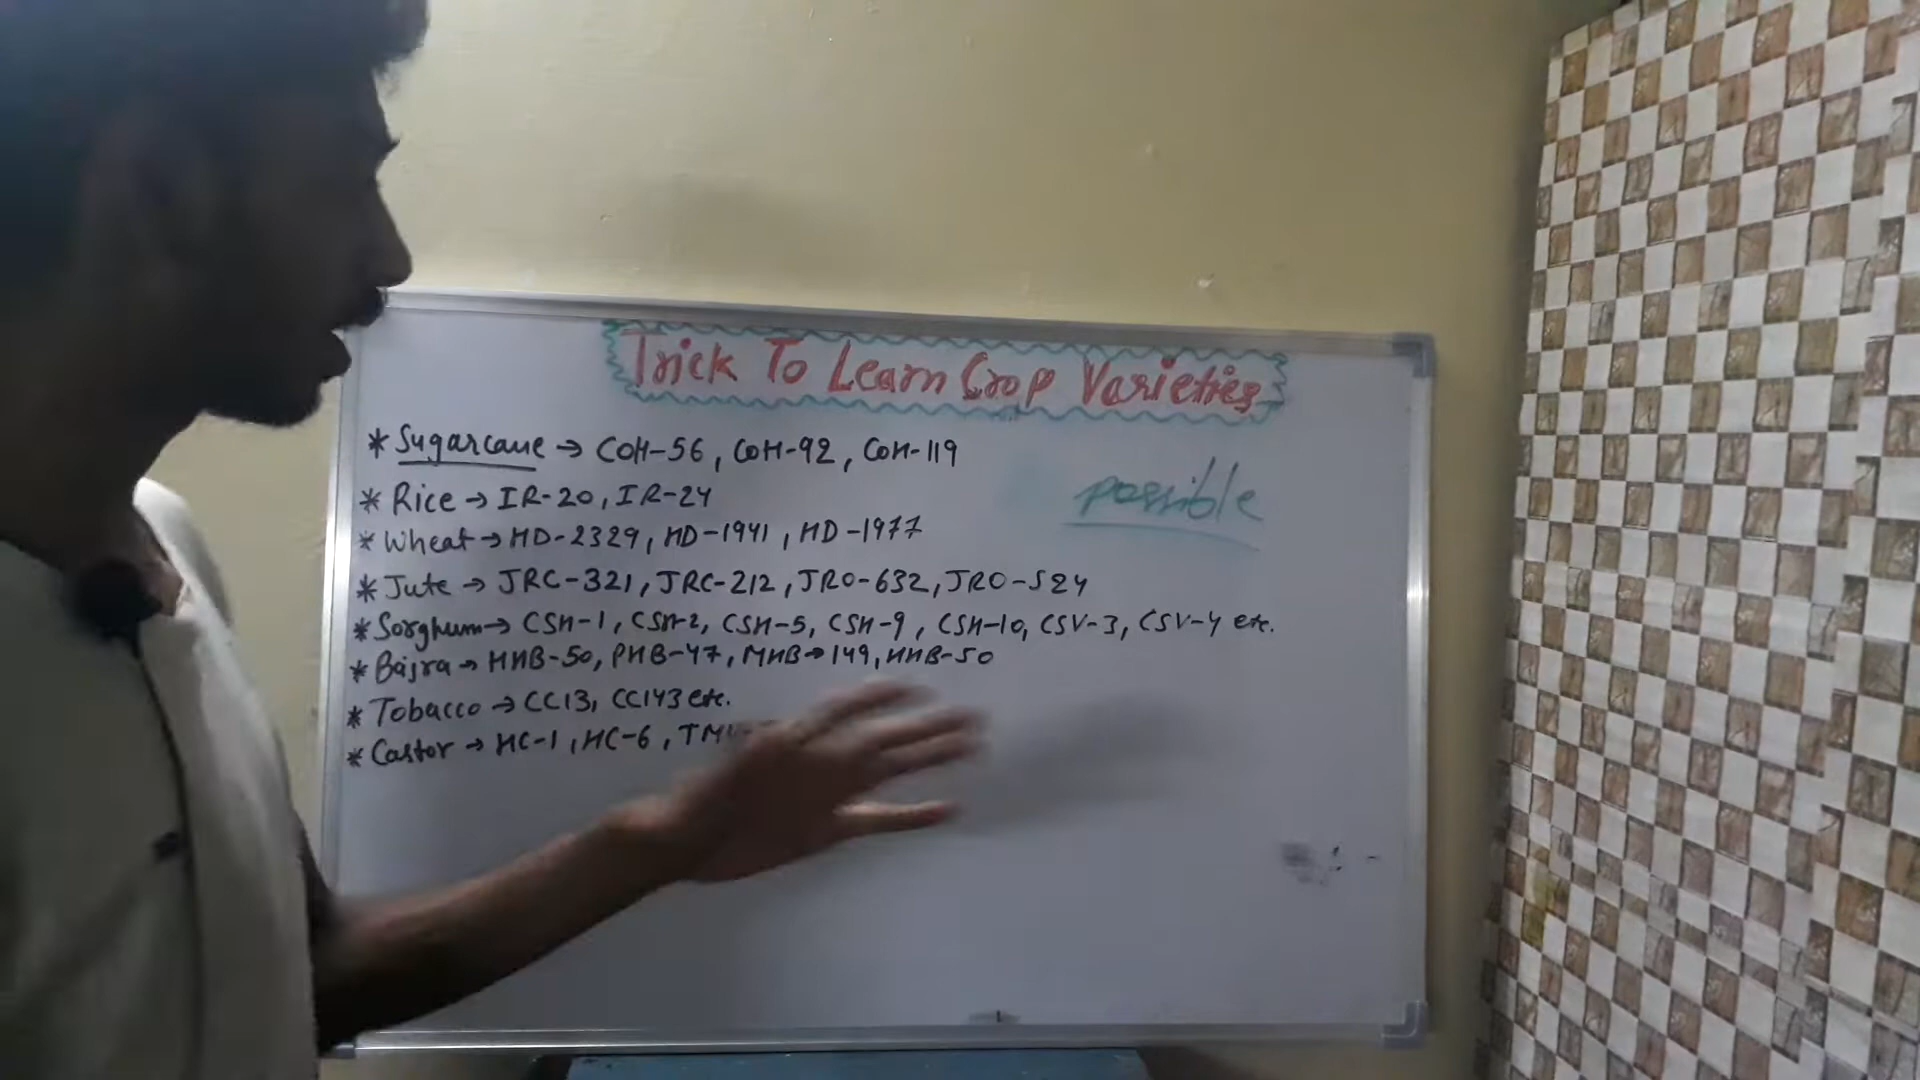 Trick To Learn Crop Varieties
* Sugarcane → COH-56, COH-92, COH-119
possible
* Rice → IR-20, IR-24
* Wheat → HD-2329, HD-1941, HD-1977
* Jute → JRC-321, JRC-212, JRO-632, JRO-524
* Sorghum → CSH-1, CSH-2, CSH-5, CSH-9, CSH-10, CSV-3, CSV-4 etc.
* Bajra → HHB-50, PHB-47, MHB→149, HHB-50
* Tobacco → CC13, CC143 etc.
* Castor → HC-1, HC-6,